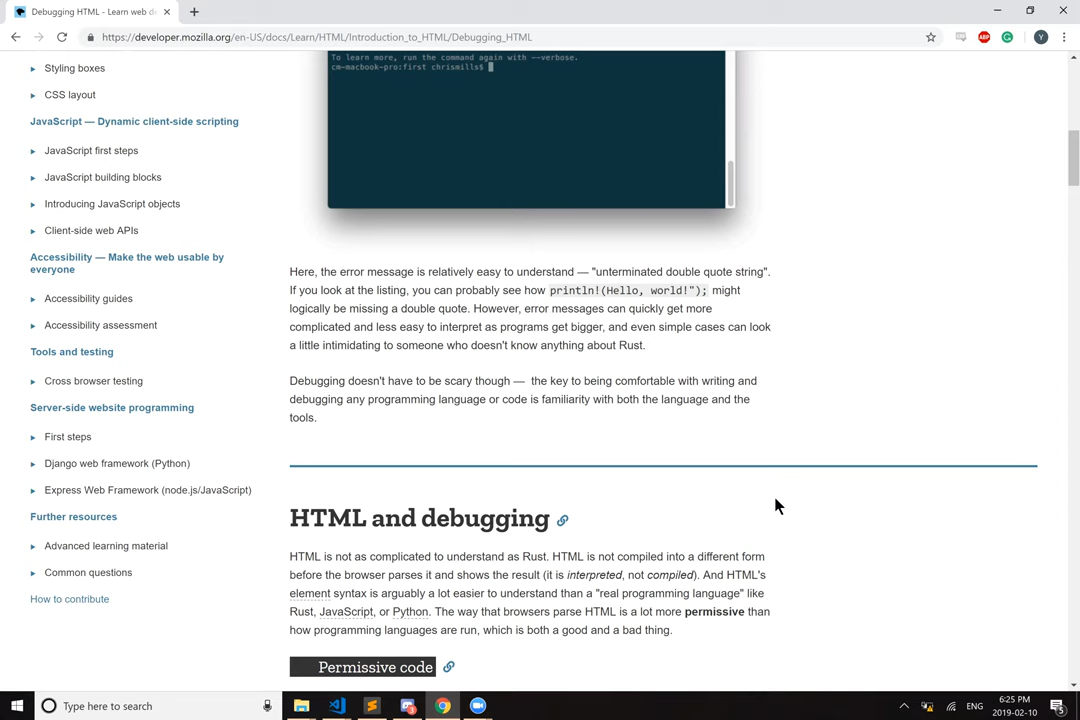 Debugging HTML - Learn web de
https://developer.mozilla.org/en-US/docs/Learn/HTML/Introduction_to_HTML/Debugging_HTML
ABP
Y
Styling boxes
CSS layout
JavaScript — Dynamic client-side scripting
JavaScript first steps
JavaScript building blocks
Introducing JavaScript objects
Client-side web APIs
Accessibility — Make the web usable by
everyone
Accessibility guides
Accessibility assessment
Tools and testing
Cross browser testing
Server-side website programming
First steps
Django web framework (Python)
Express Web Framework (node.js/JavaScript)
Further resources
Advanced learning material
Common questions
How to contribute
To learn more, run the command again with --verbose.
cm-macbook-pro:first chrismills$
Here, the error message is relatively easy to understand — "unterminated double quote string".
If you look at the listing, you can probably see how println!(Hello, world!"); might
logically be missing a double quote. However, error messages can quickly get more
complicated and less easy to interpret as programs get bigger, and even simple cases can look
a little intimidating to someone who doesn't know anything about Rust.
Debugging doesn't have to be scary though — the key to being comfortable with writing and
debugging any programming language or code is familiarity with both the language and the
tools.
HTML and debugging
HTML is not as complicated to understand as Rust. HTML is not compiled into a different form
before the browser parses it and shows the result (it is interpreted, not compiled). And HTML's
element syntax is arguably a lot easier to understand than a "real programming language" like
Rust, JavaScript, or Python. The way that browsers parse HTML is a lot more permissive than
how programming languages are run, which is both a good and a bad thing.
Permissive code
Type here to search
3
ENG
6:25 PM
2019-02-10
5